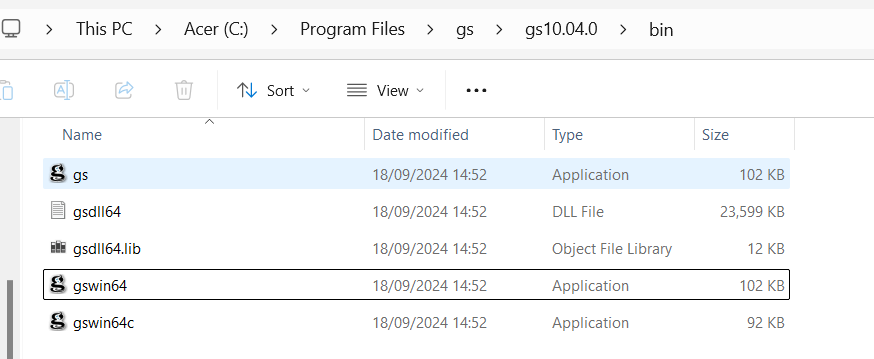 This PC > Acer (C:) > Program Files > gs > gs10.04.0 > bin
Sort View
Name Date modified Type Size
gs 18/09/2024 14:52 Application 102 KB
gsdll64 18/09/2024 14:52 DLL File 23,599 KB
gsdll64.lib 18/09/2024 14:52 Object File Library 12 KB
gswin64 18/09/2024 14:52 Application 102 KB
gswin64c 18/09/2024 14:52 Application 92 KB